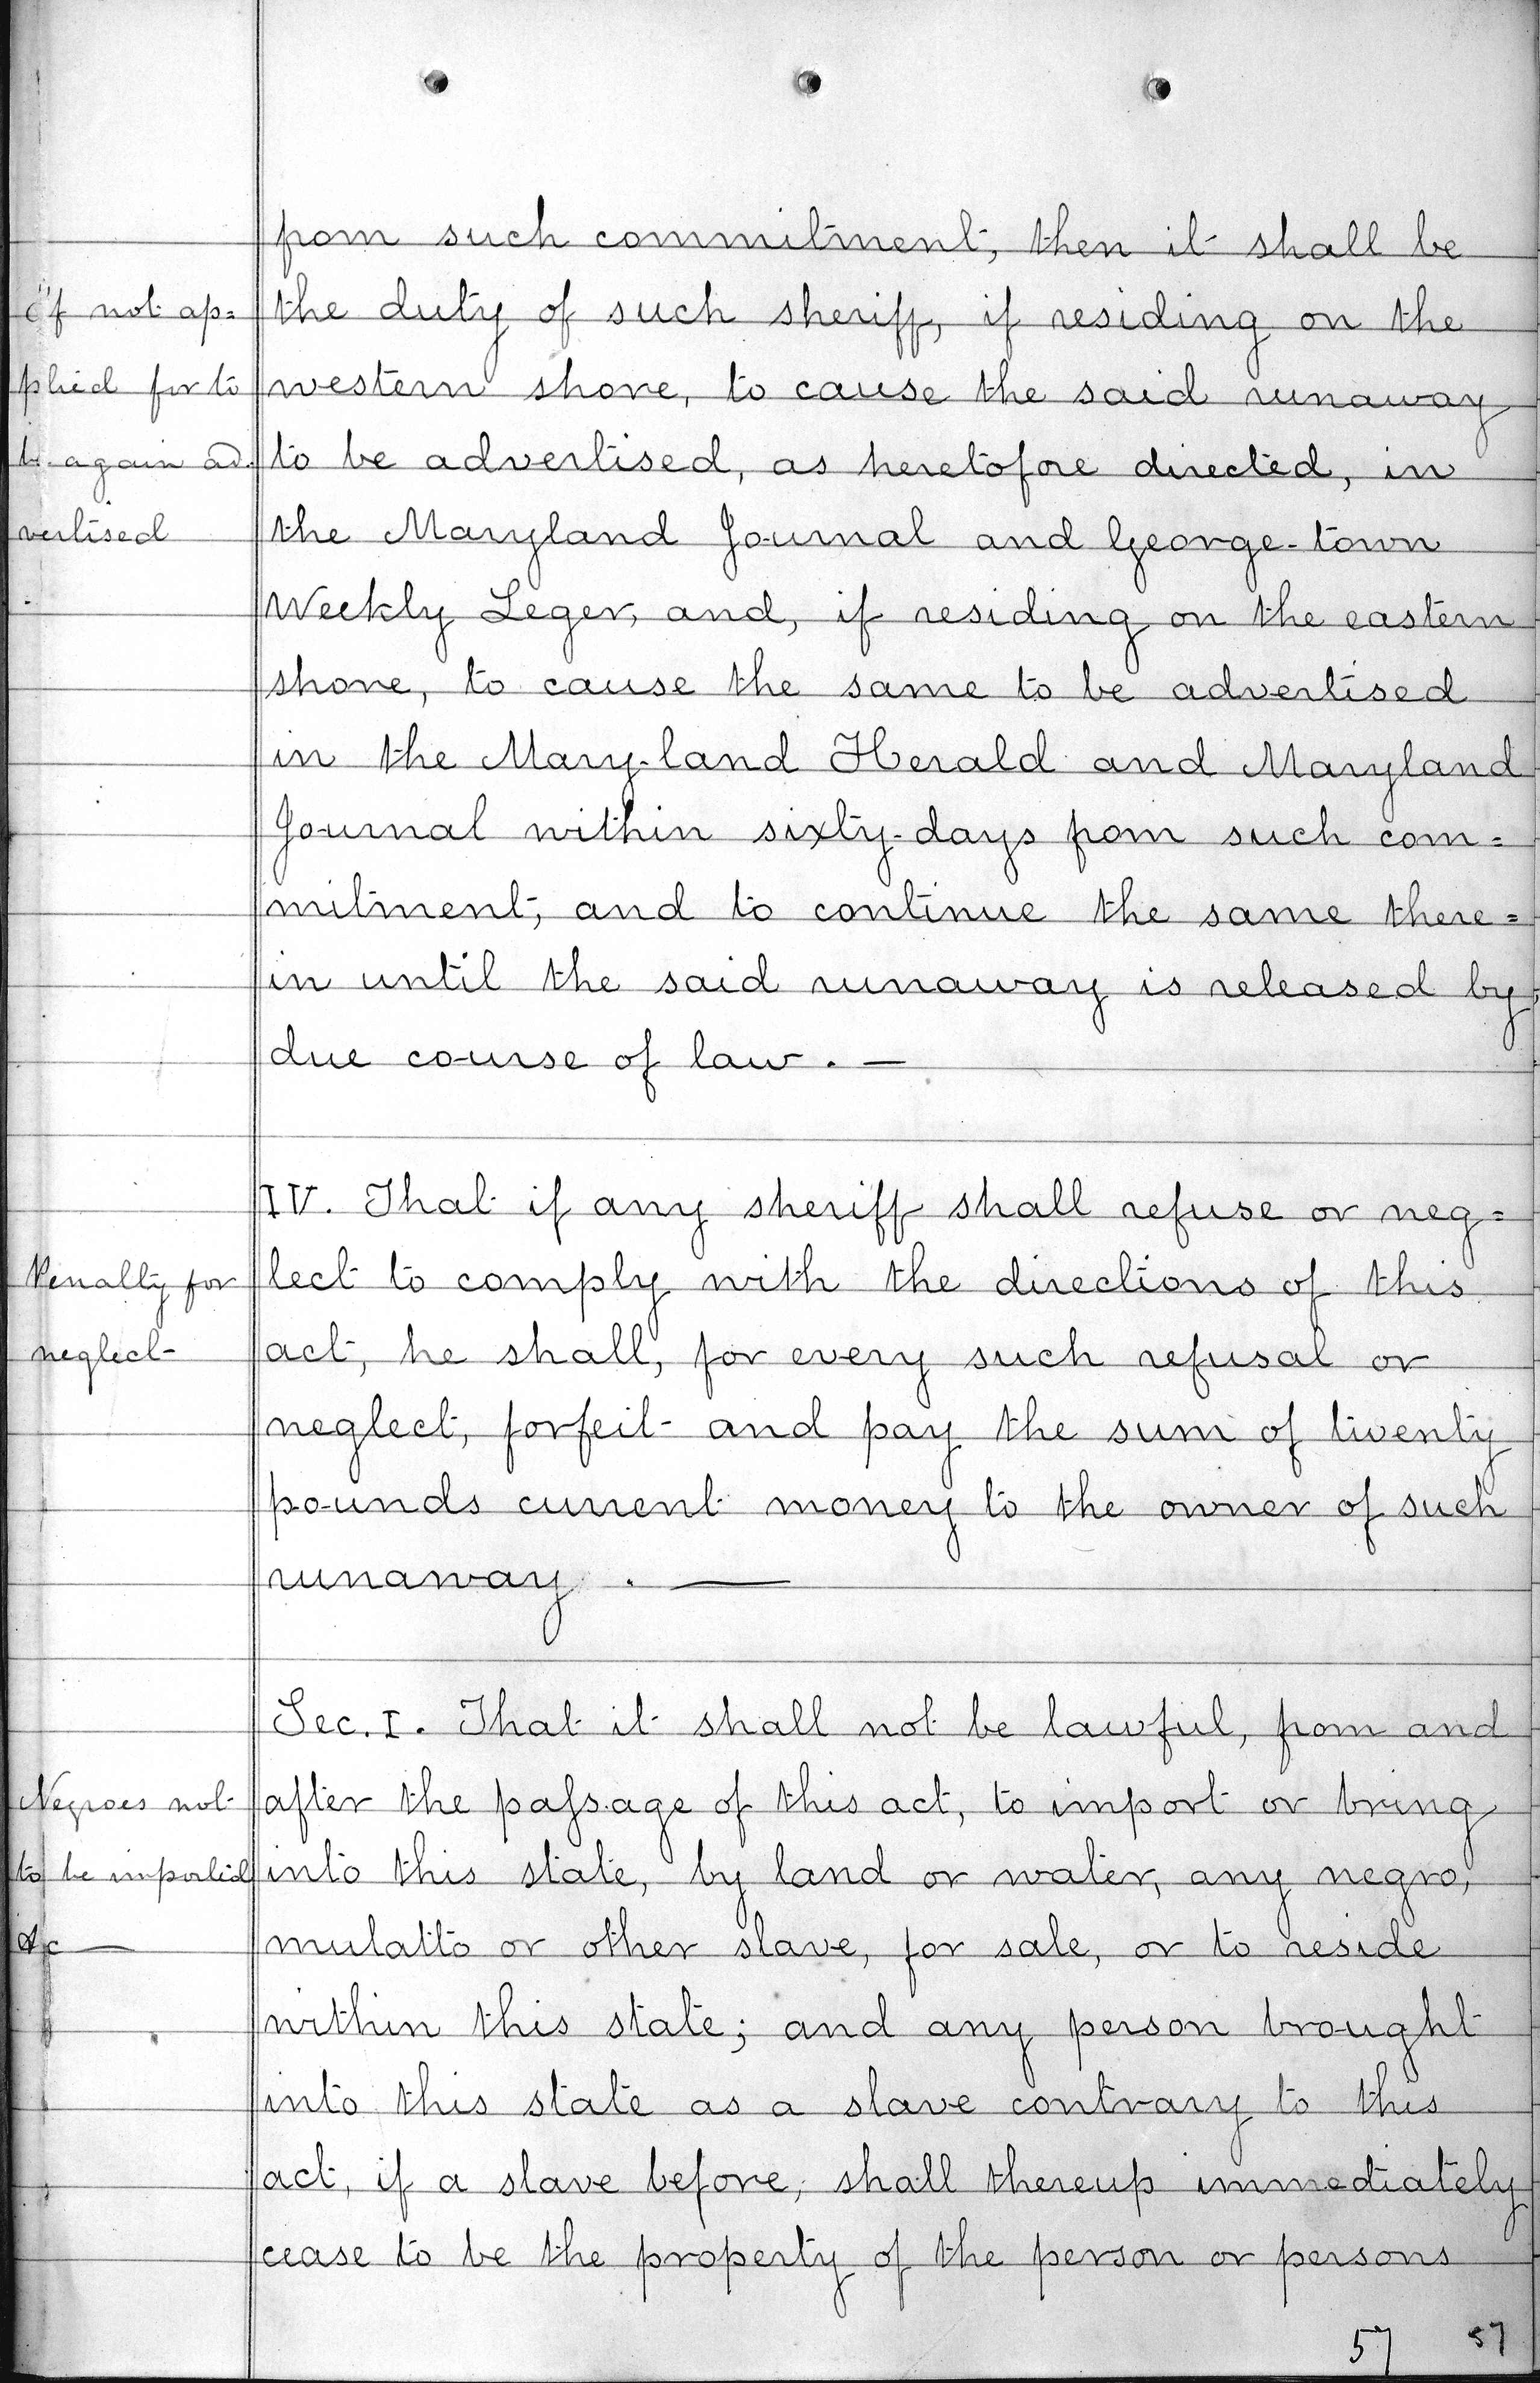 from such commitment, then it shall be
if not ap=
the duty of such sheriff, if residing on the
plied for to
western shore, to cause the said runaway
be again ad-
to be advertised, as heretofore directed, in
vertised
the Maryland Journal and George-town
Weekly Leger, and, if residing on the eastern
shore, to cause the same to be advertised
in the Mary-land Herald and Maryland
Journal within sixty-days from such com=
mitment, and to continue the same there=
in until the said runaway is released by
due course of law. —
IV. That if any sheriff shall refuse or neg=
Penalty for
lect to comply with the directions of this
neglect
act, he shall, for every such refusal or
neglect, forfeit and pay the sum of twenty
pounds current money to the owner of such
runaway. —
Sec. I. That it shall not be lawful, from and
Negroes not
after the passage of this act, to import or bring
to be imported
into this state, by land or water, any negro,
&c —
mulatto or other slave, for sale, or to reside
within this state; and any person brought
into this state as a slave contrary to this
act, if a slave before, shall thereup immediately
cease to be the property of the person or persons
57 57